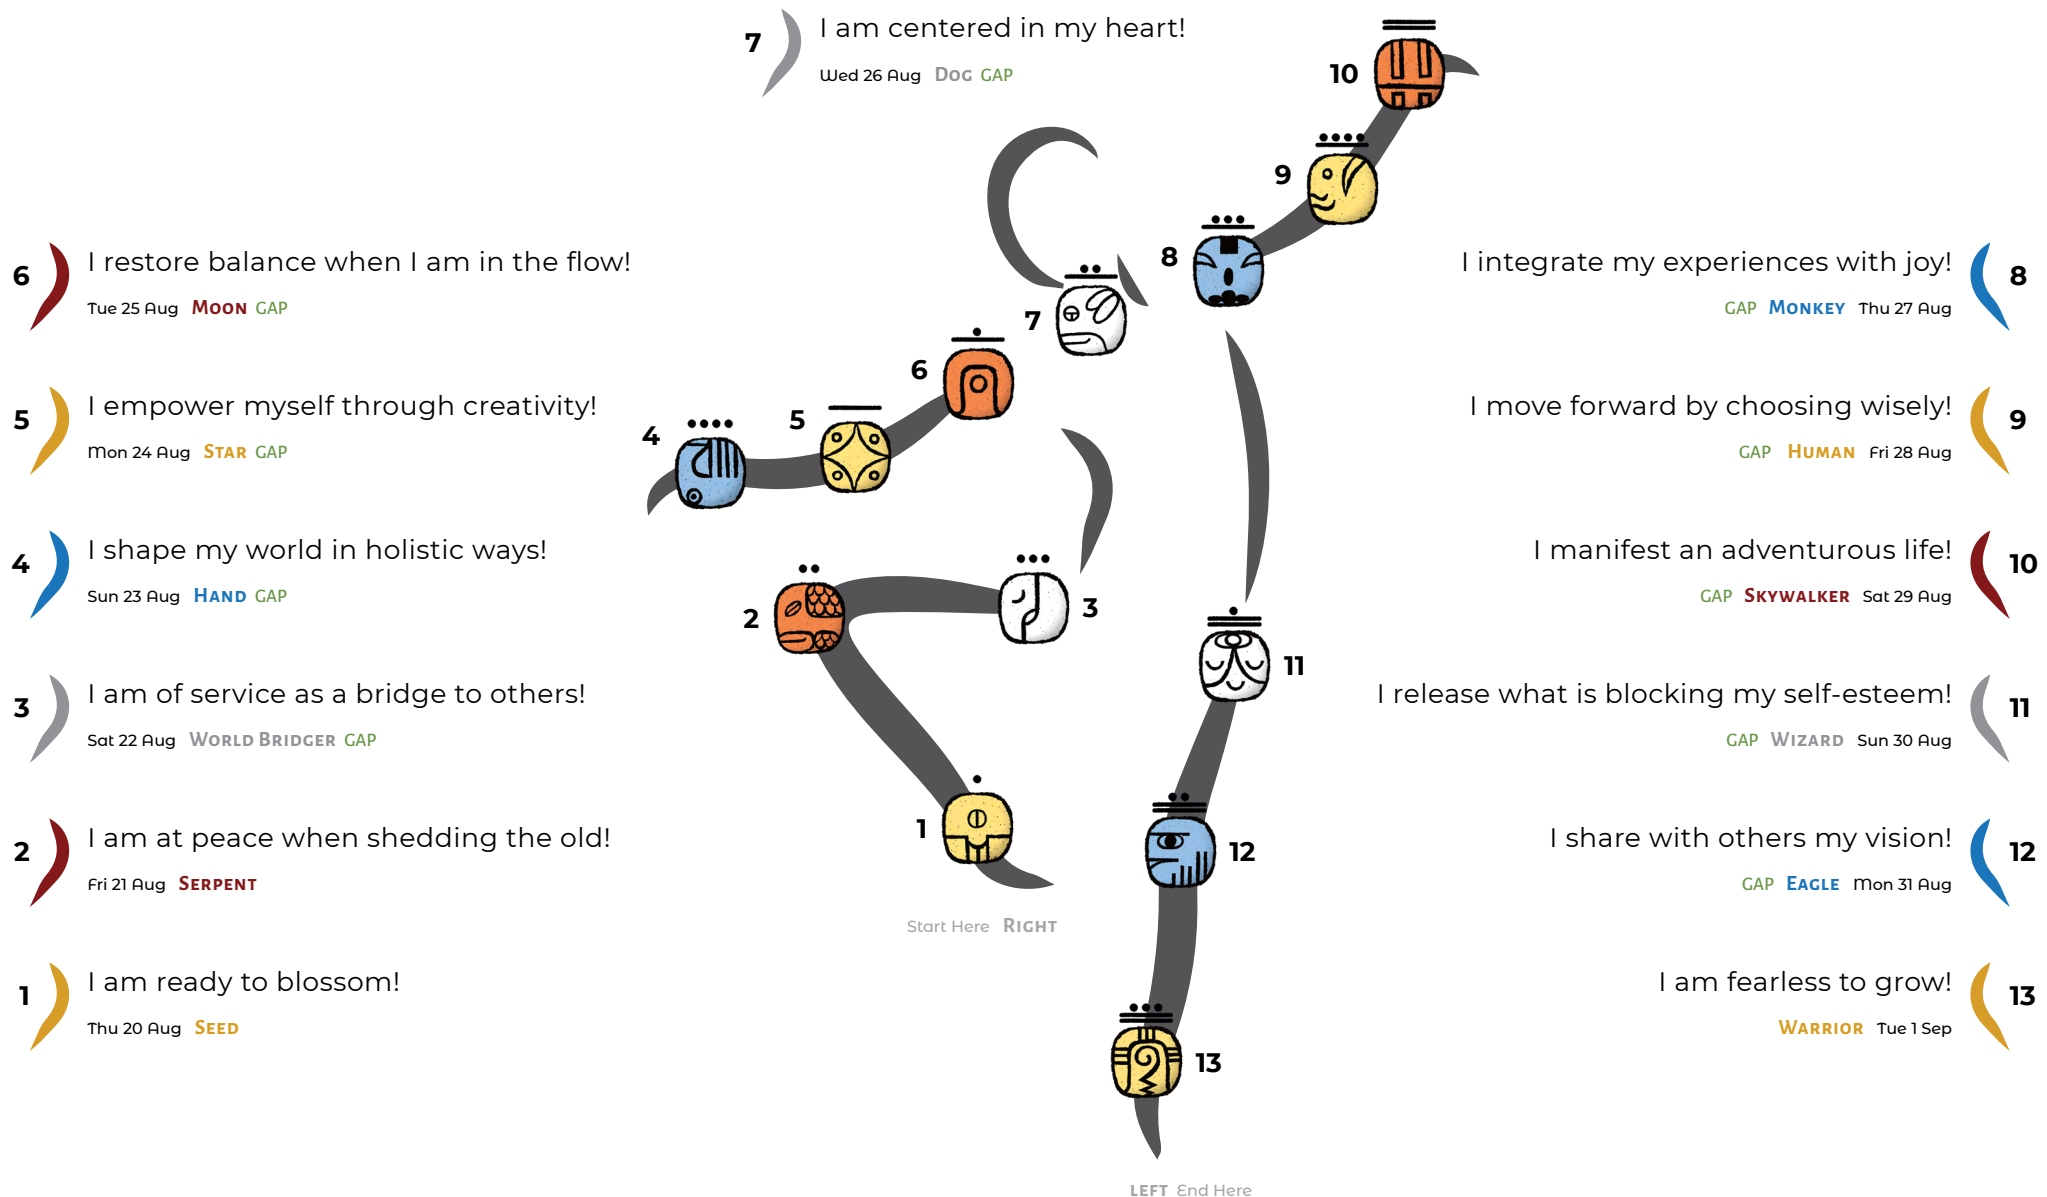 7
I am centered in my heart!
Wed 26 Aug Dog GAP
6
I restore balance when I am in the flow!
Tue 25 Aug Moon GAP
5
I empower myself through creativity!
Mon 24 Aug Star GAP
4
I shape my world in holistic ways!
Sun 23 Aug Hand GAP
3
I am of service as a bridge to others!
Sat 22 Aug World Bridger GAP
2
I am at peace when shedding the old!
Fri 21 Aug Serpent
1
I am ready to blossom!
Thu 20 Aug Seed
10
9
8
7
6
5
4
2
3
1
11
12
13
Start Here Right
LEFT End Here
I integrate my experiences with joy!
GAP Monkey Thu 27 Aug
8
I move forward by choosing wisely!
GAP Human Fri 28 Aug
9
I manifest an adventurous life!
GAP Skywalker Sat 29 Aug
10
I release what is blocking my self-esteem!
GAP Wizard Sun 30 Aug
11
I share with others my vision!
GAP Eagle Mon 31 Aug
12
I am fearless to grow!
Warrior Tue 1 Sep
13